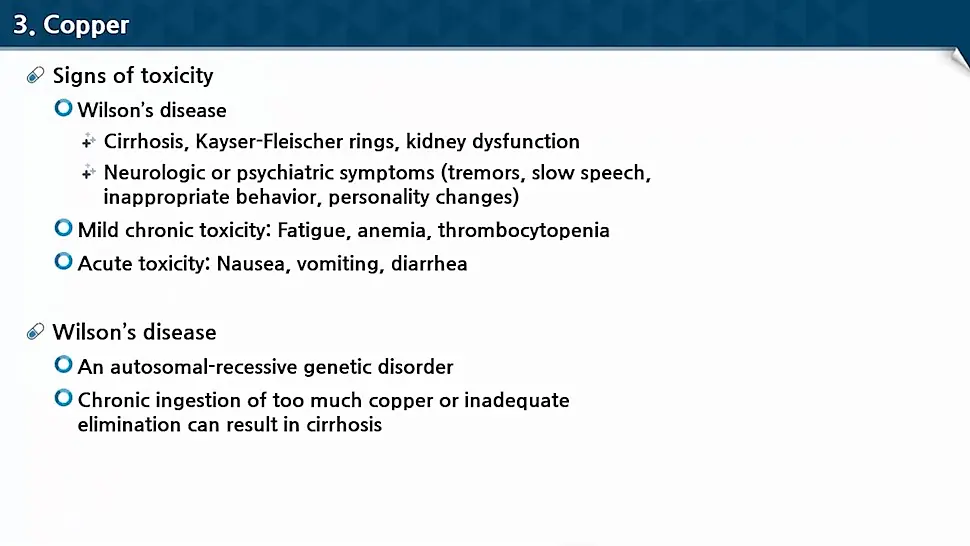 3. Copper
Signs of toxicity
Wilson's disease
Cirrhosis, Kayser-Fleischer rings, kidney dysfunction
Neurologic or psychiatric symptoms (tremors, slow speech,
inappropriate behavior, personality changes)
Mild chronic toxicity: Fatigue, anemia, thrombocytopenia
Acute toxicity: Nausea, vomiting, diarrhea
Wilson's disease
An autosomal-recessive genetic disorder
Chronic ingestion of too much copper or inadequate
elimination can result in cirrhosis